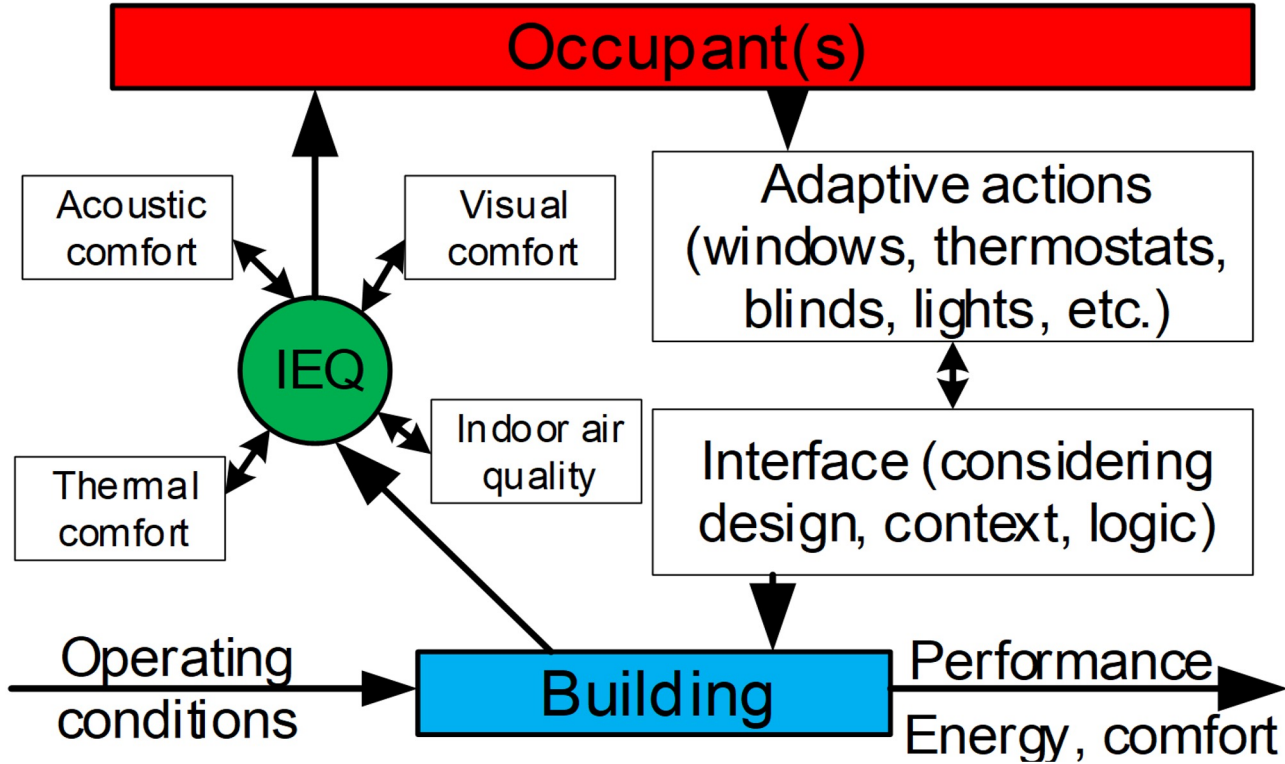 Occupant(s)
Acoustic
comfort
Visual
comfort
Adaptive actions
(windows, thermostats,
blinds, lights, etc.)
IEQ
Thermal
comfort
Indoor air
quality
Interface (considering
design, context, logic)
Operating
conditions
Building
Performance
Energy, comfort